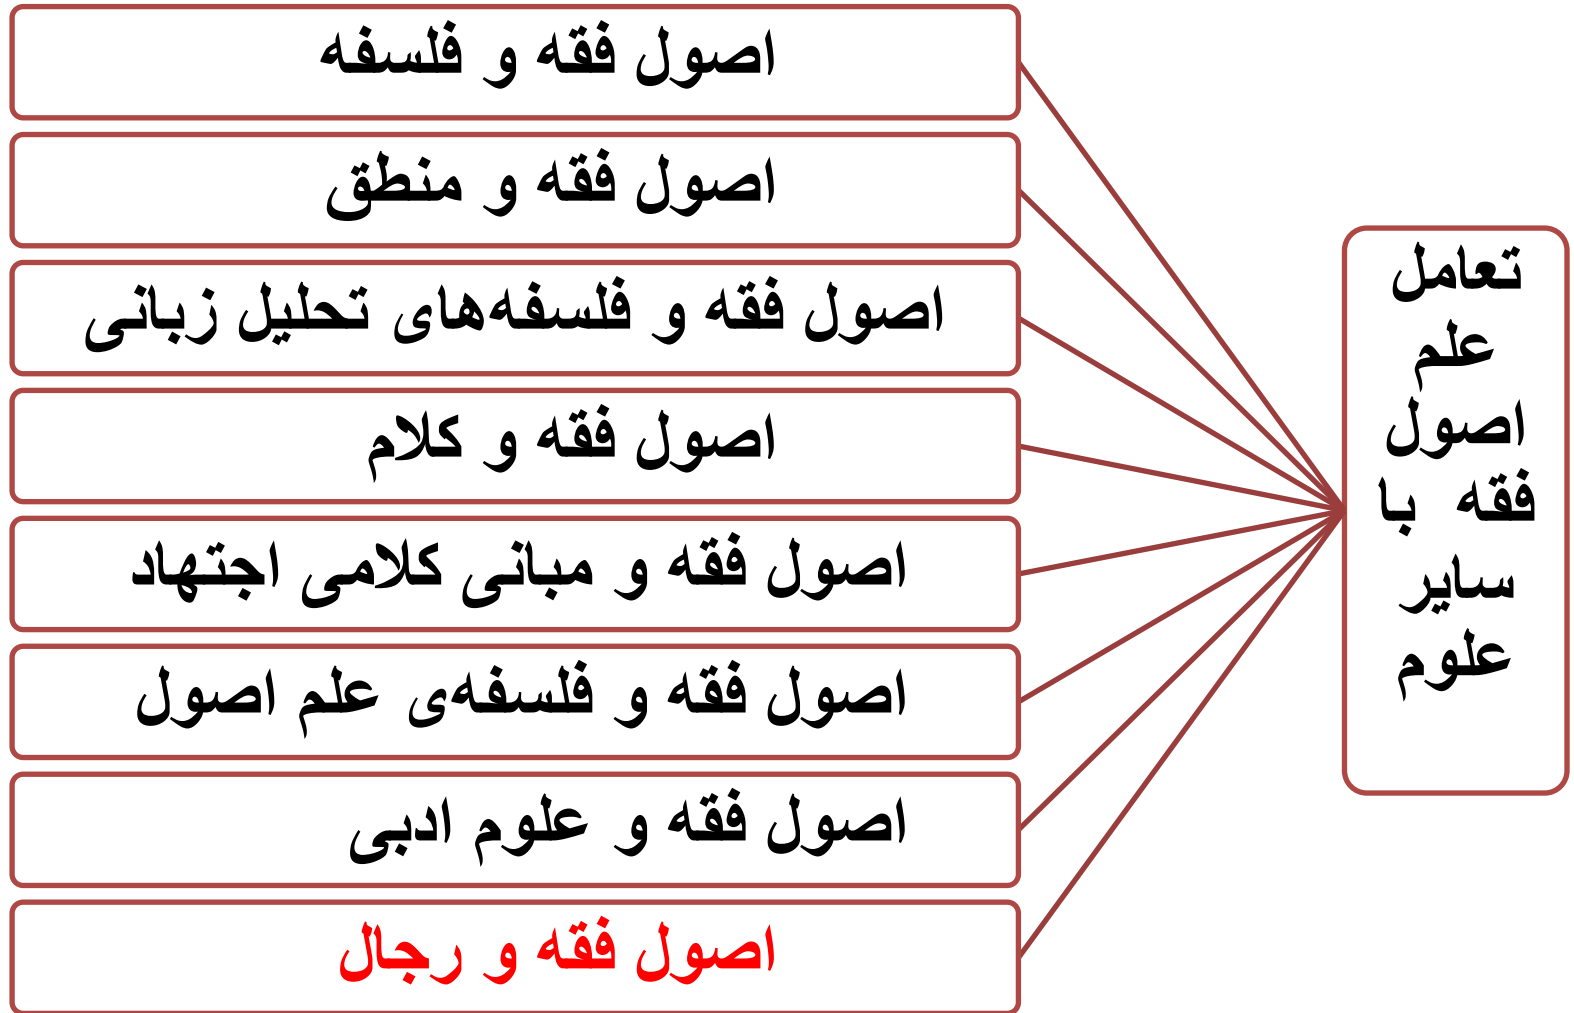 تعامل
علم
اصول
فقه با
سایر
علوم
اصول فقه و فلسفه
اصول فقه و منطق
اصول فقه و فلسفه‌های تحلیل زبانی
اصول فقه و کلام
اصول فقه و مبانی کلامی اجتهاد
اصول فقه و فلسفه‌ی علم اصول
اصول فقه و علوم ادبی
اصول فقه و رجال